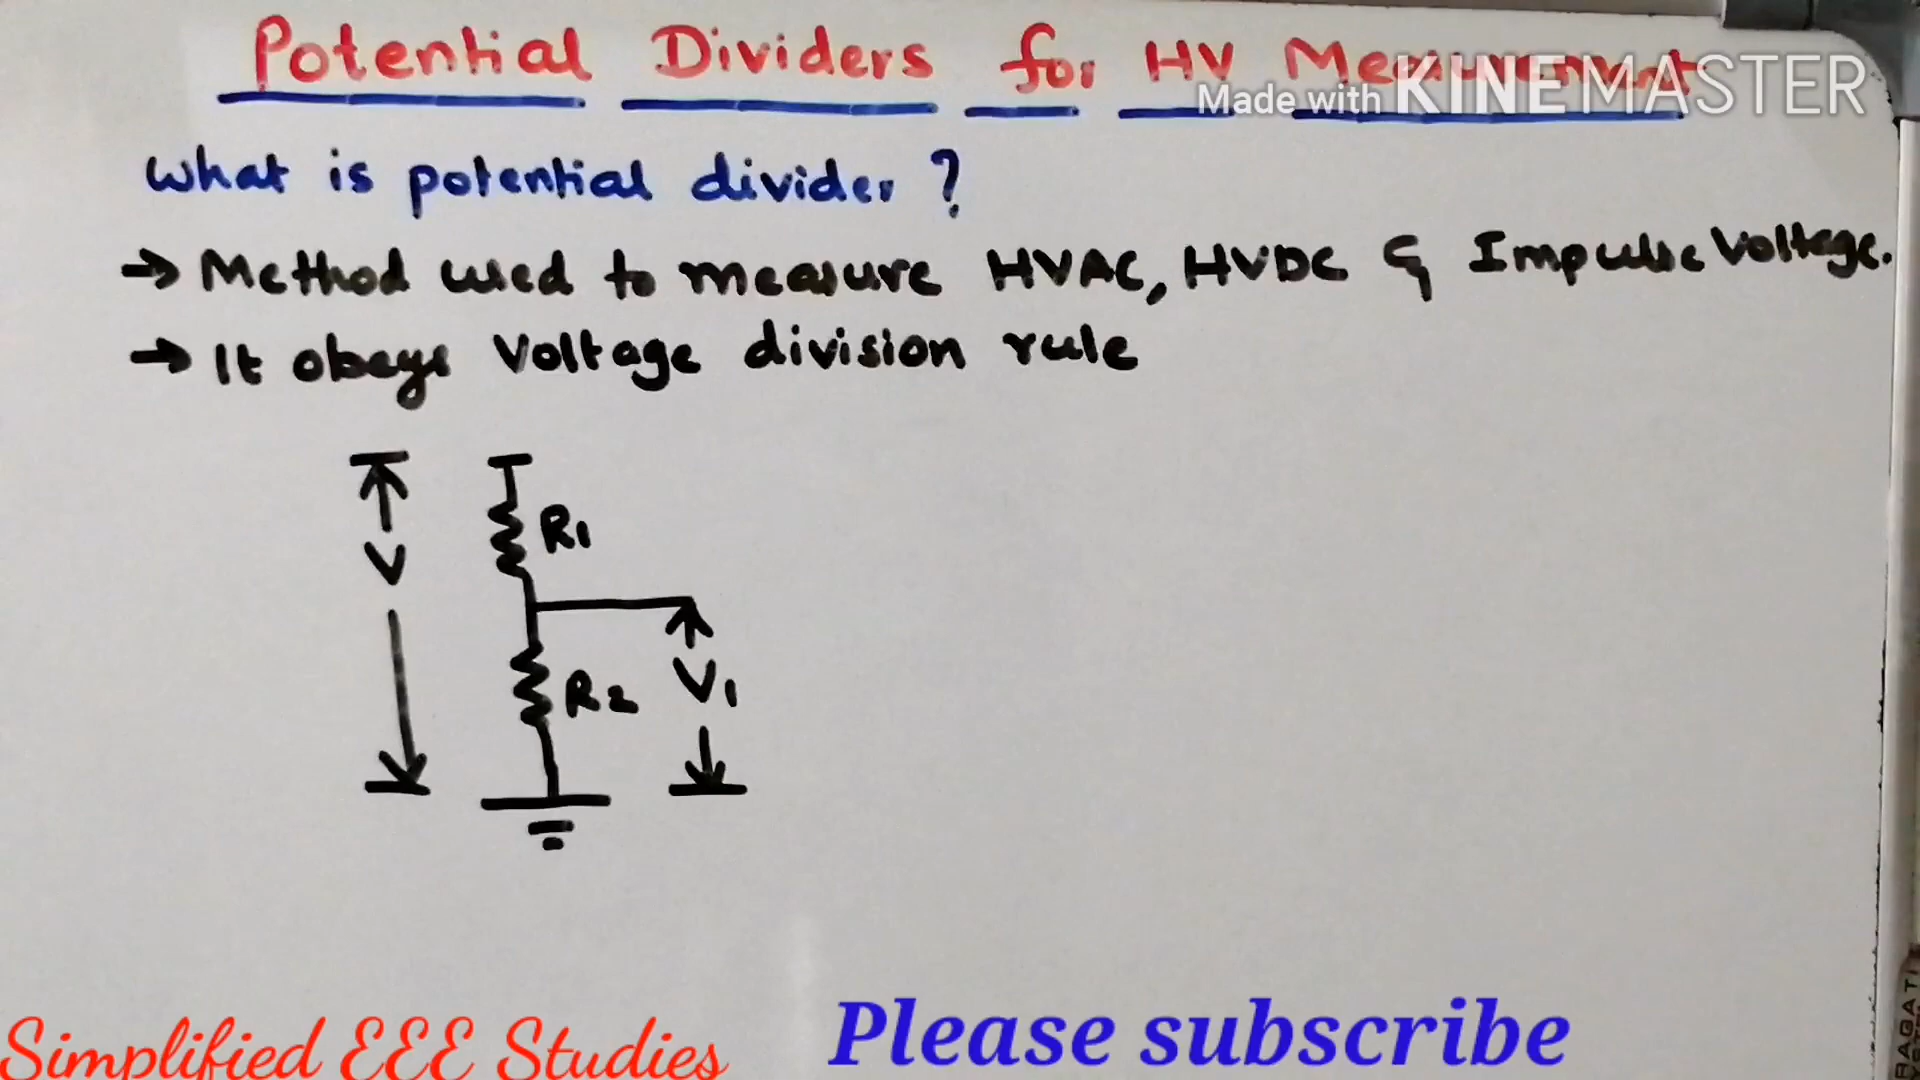 Potential Dividers for HV Measurement
Made with KINEMASTER
What is potential divider ?
→ Method used to measure HVAC, HVDC & Impulse Voltage.
→ It obeys Voltage division rule
V
R1
R2
V1
Simplified EEE Studies
Please subscribe